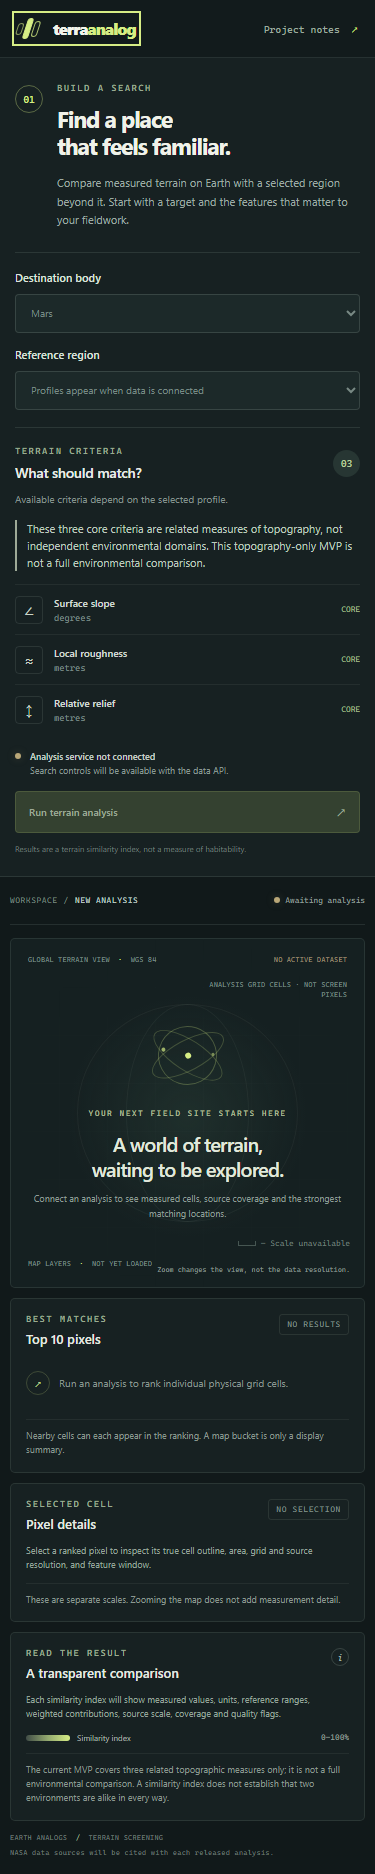 terraanalog
Project notes ↗
01
BUILD A SEARCH
Find a place
that feels familiar.
Compare measured terrain on Earth with a selected region
beyond it. Start with a target and the features that matter to
your fieldwork.
Destination body
Mars
Reference region
Profiles appear when data is connected
TERRAIN CRITERIA
03
What should match?
Available criteria depend on the selected profile.
These three core criteria are related measures of topography, not
independent environmental domains. This topography-only MVP is
not a full environmental comparison.
∠ Surface slope
degrees
CORE
≈ Local roughness
metres
CORE
↕ Relative relief
metres
CORE
Analysis service not connected
Search controls will be available with the data API.
Run terrain analysis ↗
Results are a terrain similarity index, not a measure of habitability.
WORKSPACE / NEW ANALYSIS
Awaiting analysis
GLOBAL TERRAIN VIEW · WGS 84
NO ACTIVE DATASET
ANALYSIS GRID CELLS · NOT SCREEN
PIXELS
YOUR NEXT FIELD SITE STARTS HERE
A world of terrain,
waiting to be explored.
Connect an analysis to see measured cells, source coverage and the strongest
matching locations.
— Scale unavailable
MAP LAYERS · NOT YET LOADED
Zoom changes the view, not the data resolution.
BEST MATCHES
NO RESULTS
Top 10 pixels
↗ Run an analysis to rank individual physical grid cells.
Nearby cells can each appear in the ranking. A map bucket is only a display
summary.
SELECTED CELL
NO SELECTION
Pixel details
Select a ranked pixel to inspect its true cell outline, area, grid and source
resolution, and feature window.
These are separate scales. Zooming the map does not add measurement detail.
READ THE RESULT
i
A transparent comparison
Each similarity index will show measured values, units, reference ranges,
weighted contributions, source scale, coverage and quality flags.
Similarity index
0–100%
The current MVP covers three related topographic measures only; it is not a full
environmental comparison. A similarity index does not establish that two
environments are alike in every way.
EARTH ANALOGS / TERRAIN SCREENING
NASA data sources will be cited with each released analysis.